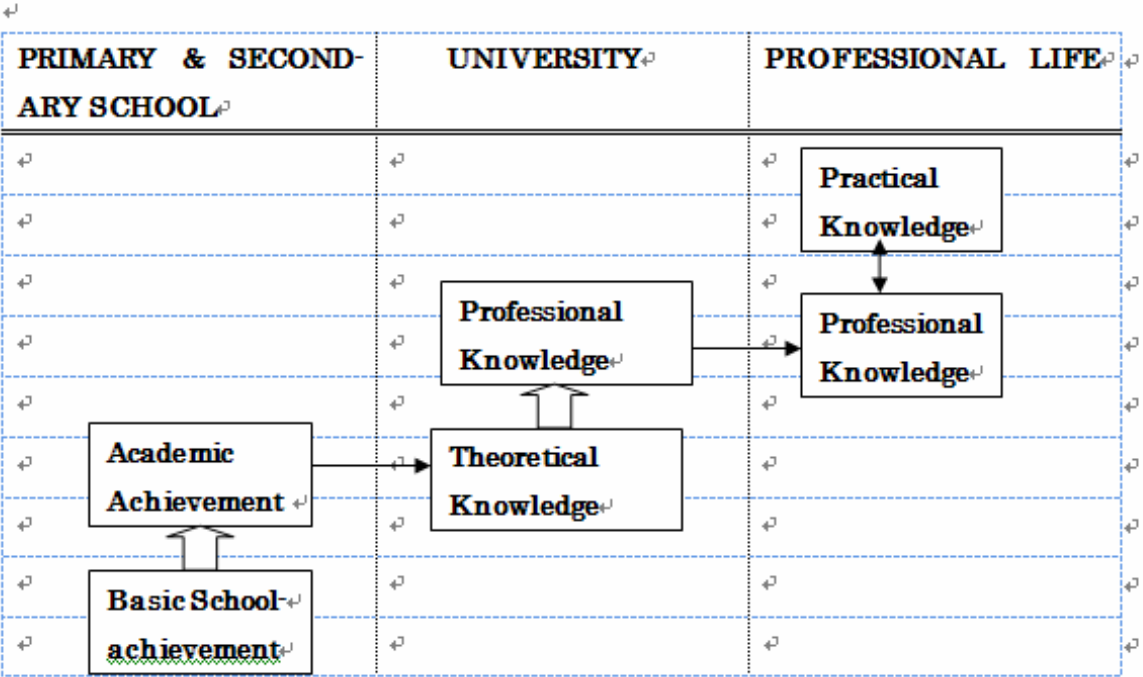 PRIMARY & SECOND-
ARY SCHOOL
UNIVERSITY
PROFESSIONAL LIFE
Practical
Knowledge
Professional
Knowledge
Professional
Knowledge
Academic
Achievement
Theoretical
Knowledge
Basic School-
achievement